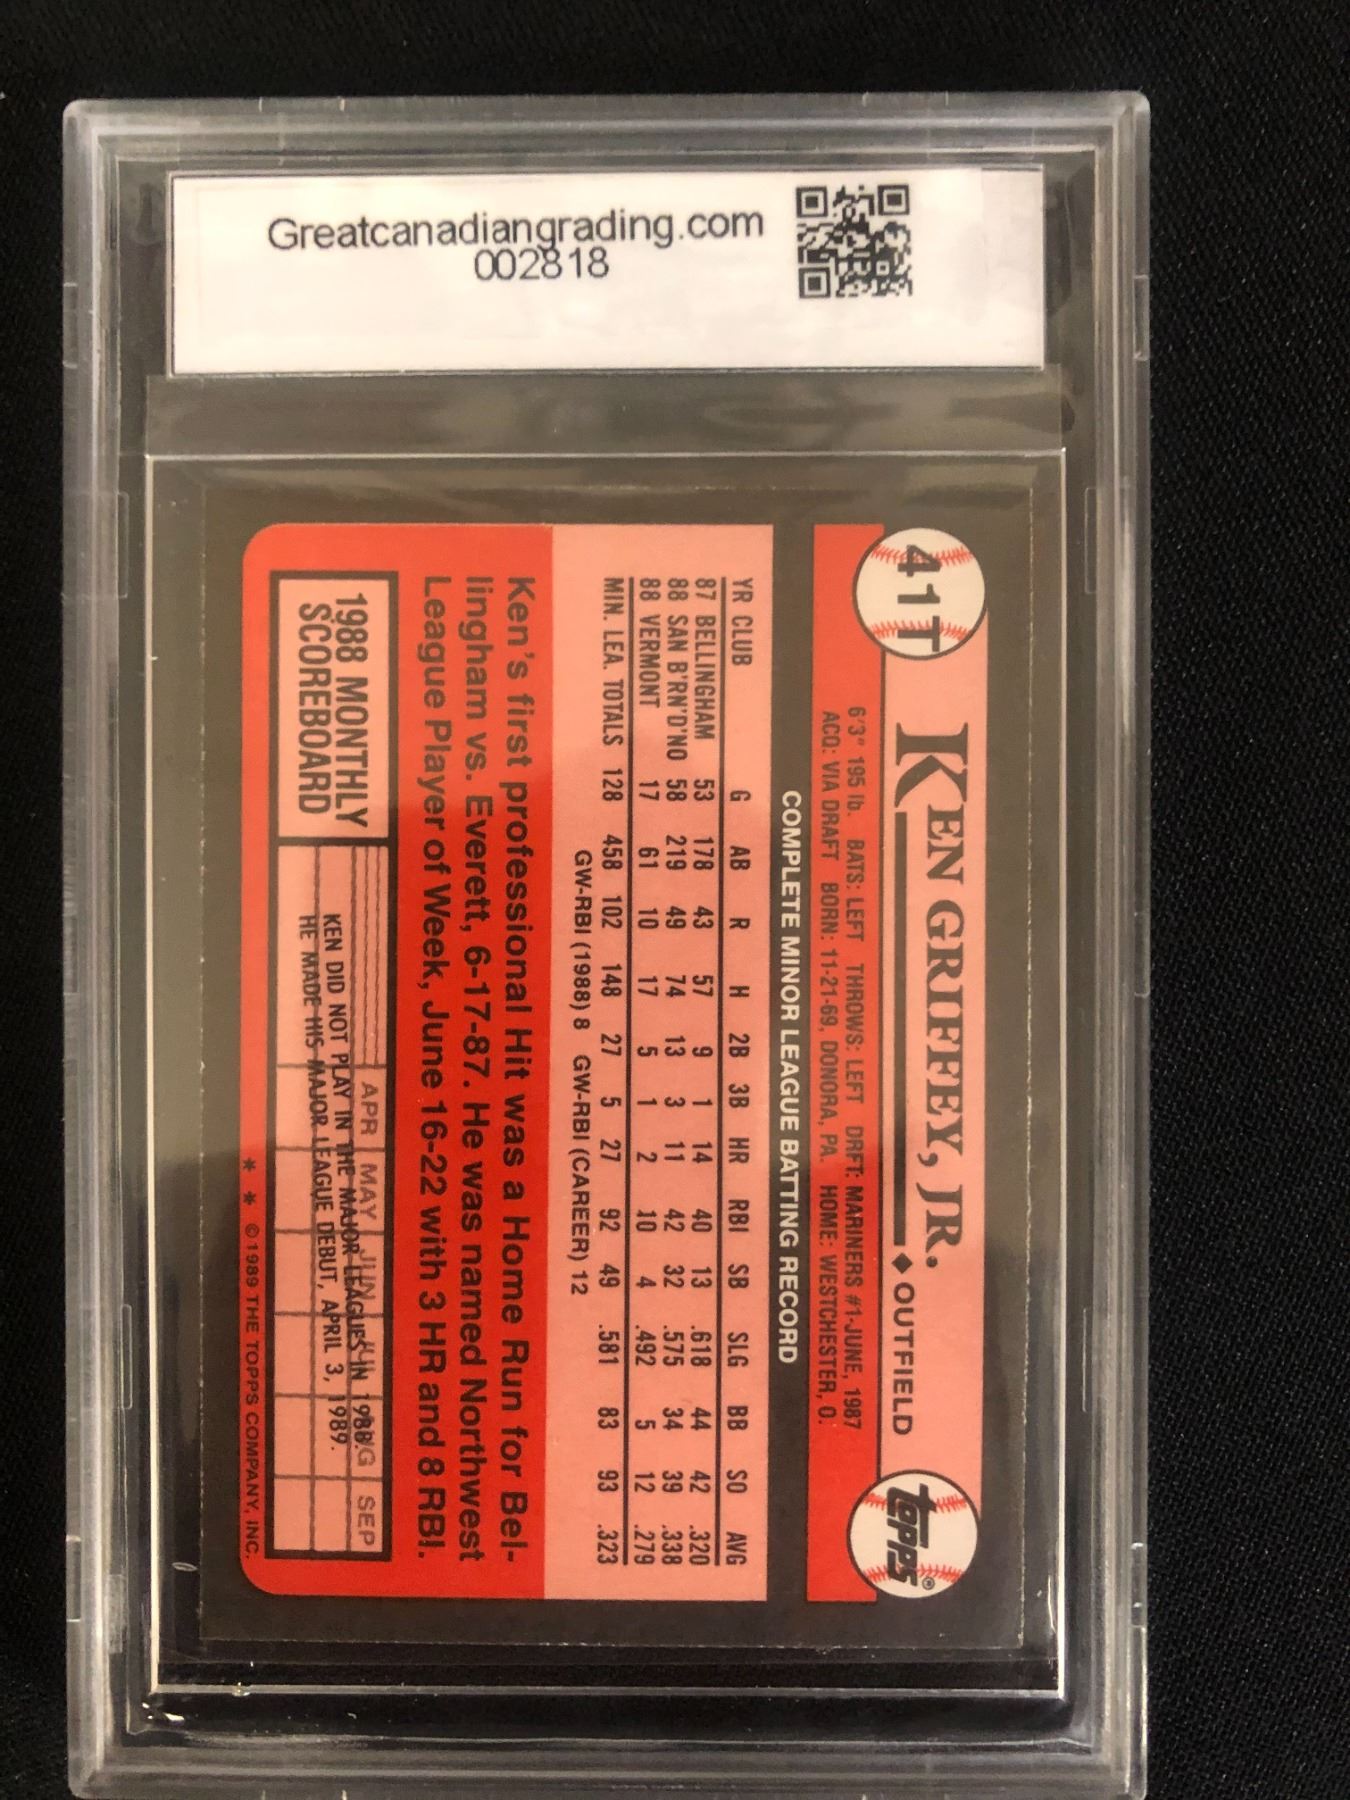 Greatcanadiangrading.com
002818
41T
KEN GRIFFEY, JR.
◆OUTFIELD
topps®
6'3" 195 lb. BATS: LEFT THROWS: LEFT DRFT: MARINERS #1-JUNE, 1987
ACQ: VIA DRAFT BORN: 11-21-69, DONORA, PA. HOME: WESTCHESTER, O.
COMPLETE MINOR LEAGUE BATTING RECORD
YR CLUB G AB R H 2B 3B HR RBI SB SLG BB SO AVG
87 BELLINGHAM 53 178 43 57 9 1 14 40 13 .618 44 42 .320
88 SAN B'RN'D'NO 58 219 49 74 13 3 11 42 32 .575 34 39 .338
88 VERMONT 17 61 10 17 5 1 2 10 4 .492 5 12 .279
MIN. LEA. TOTALS 128 458 102 148 27 5 27 92 49 .581 83 93 .323
GW-RBI (1988) 8 GW-RBI (CAREER) 12
Ken's first professional Hit was a Home Run for Bel-
lingham vs. Everett, 6-17-87. He was named Northwest
League Player of Week, June 16-22 with 3 HR and 8 RBI.
1988 MONTHLY
SCOREBOARD
APR MAY JUN JUL AUG SEP
KEN DID NOT PLAY IN THE MAJOR LEAGUES IN 1988.
HE MADE HIS MAJOR LEAGUE DEBUT, APRIL 3, 1989.
* * © 1989 THE TOPPS COMPANY, INC.